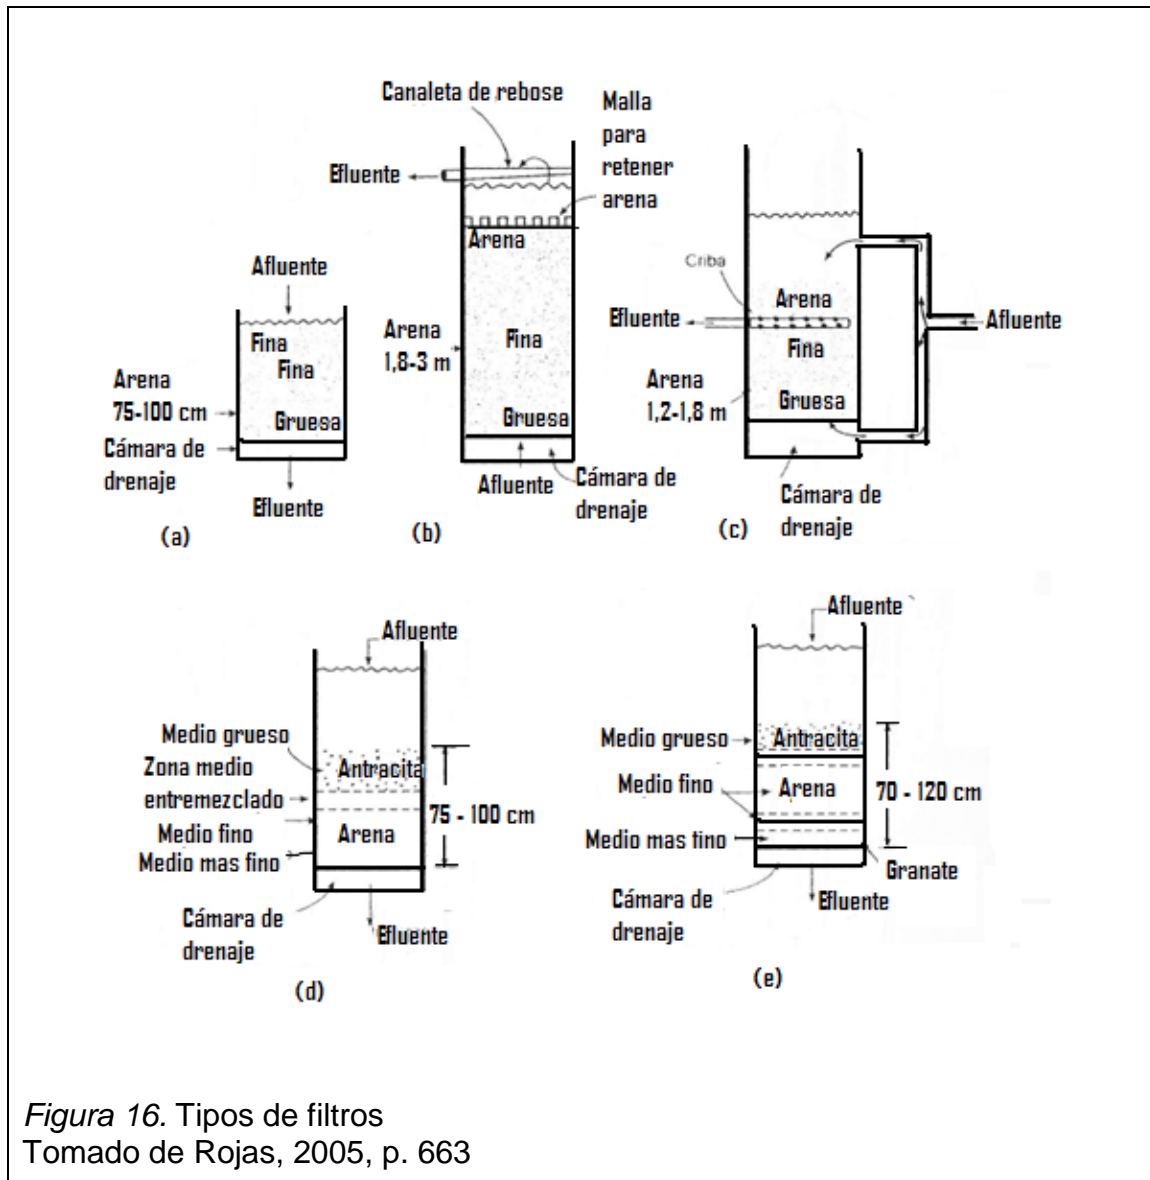 Canaleta de rebose
Malla
para
retener
arena
Efluente
Arena
Fina
Gruesa
Arena
1,8-3 m
Afluente
Cámara de
drenaje
(b)
Afluente
Fina
Fina
Gruesa
Arena
75-100 cm
Cámara de
drenaje
Efluente
(a)
Criba
Arena
Efluente
Fina
Afluente
Arena
1,2-1,8 m
Gruesa
Cámara de
drenaje
(c)
Afluente
Medio grueso
Zona medio
entremezclado
Medio fino
Medio mas fino
Antracita
Arena
75 - 100 cm
Cámara de
drenaje
Efluente
(d)
Afluente
Medio grueso
Antracita
Medio fino
Arena
70 - 120 cm
Medio mas fino
Granate
Cámara de
drenaje
Efluente
(e)
Figura 16. Tipos de filtros
Tomado de Rojas, 2005, p. 663